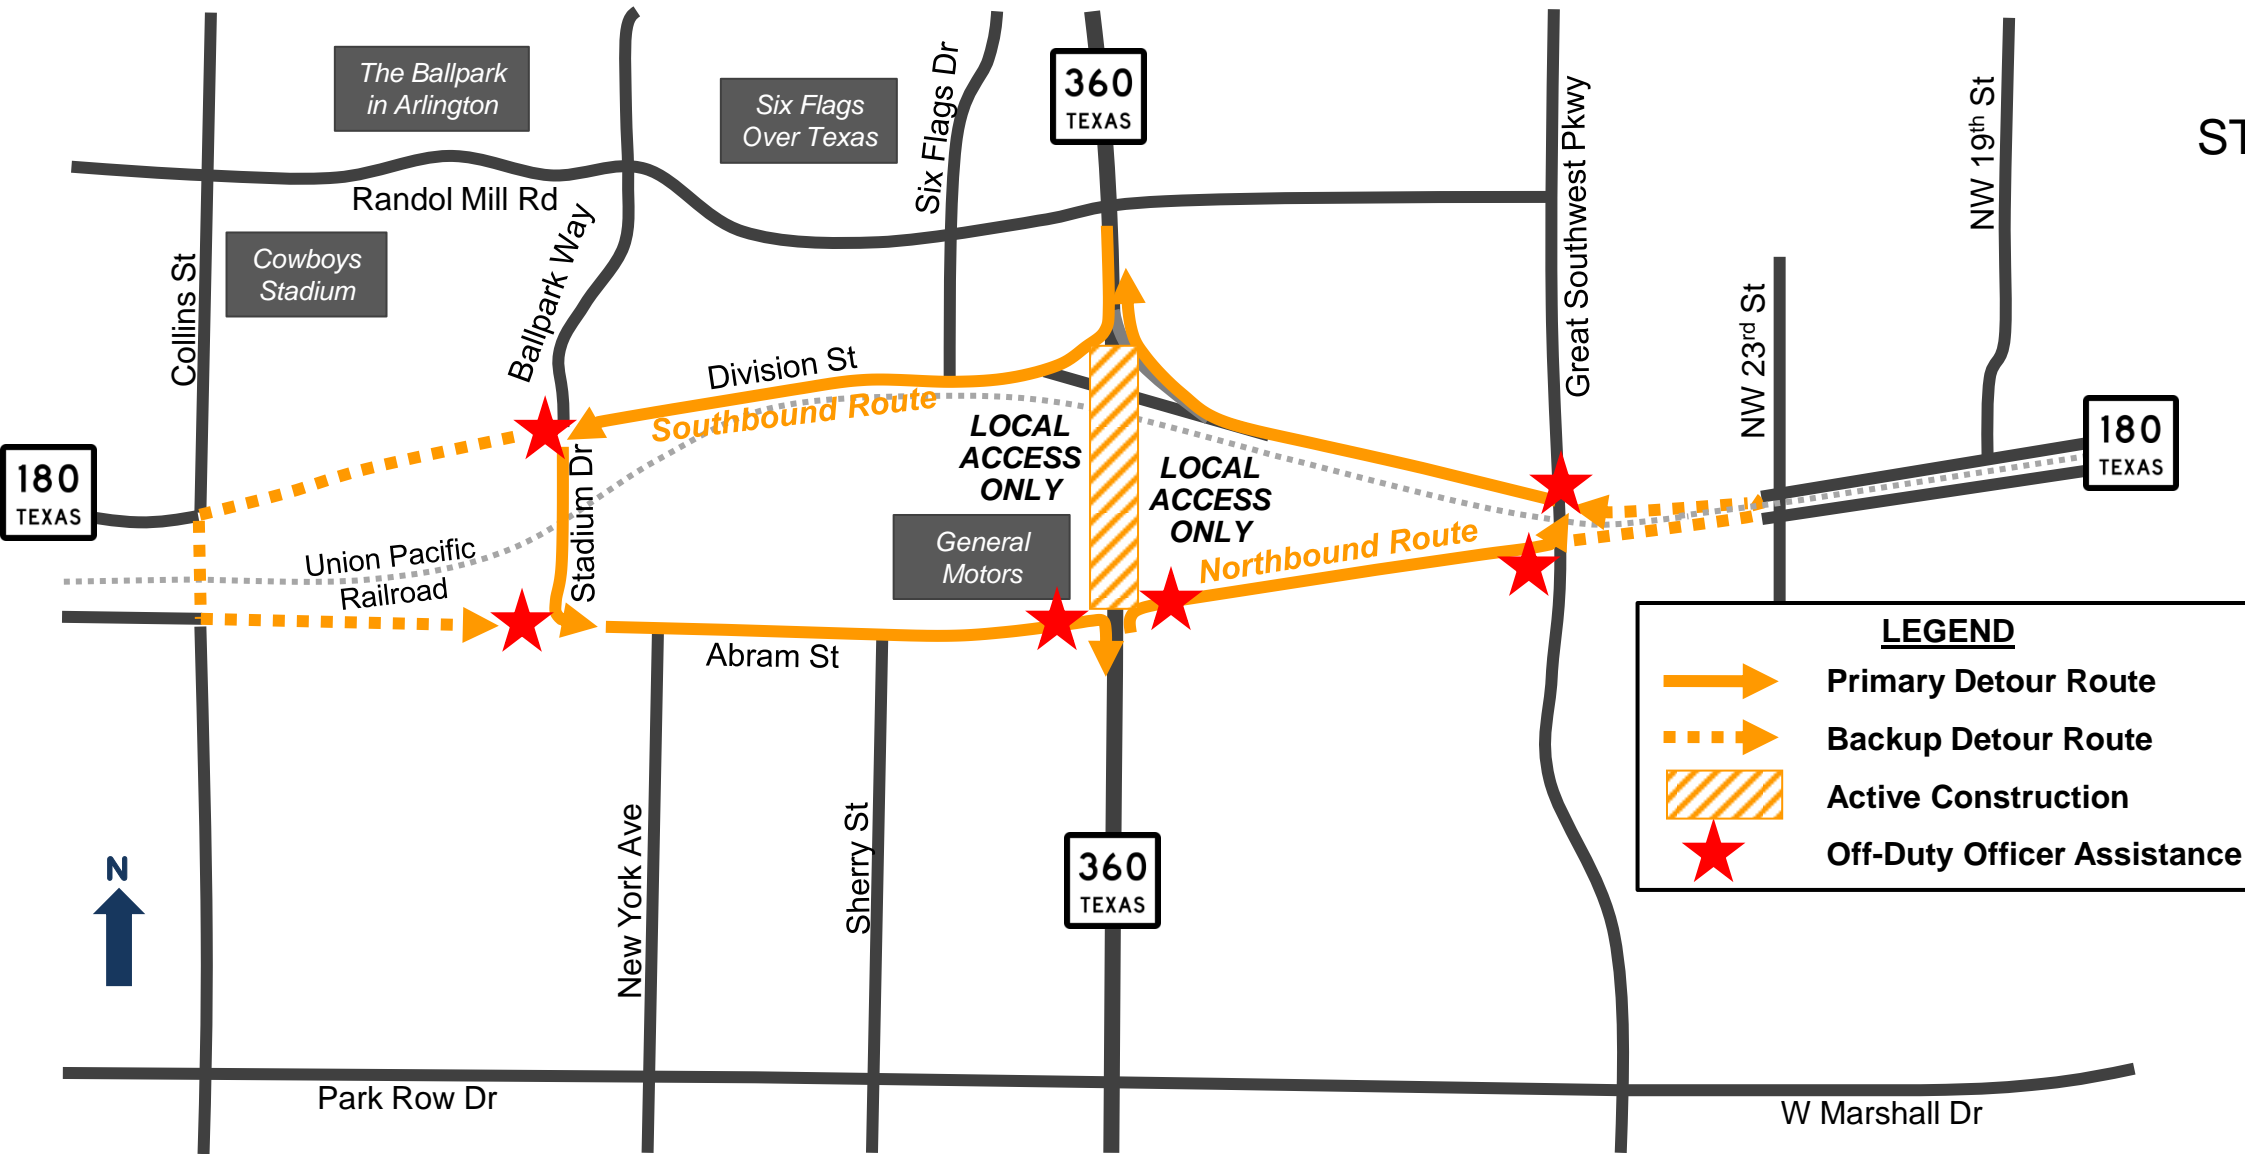 The Ballpark
in Arlington
Six Flags
Over Texas
Six Flags Dr
360
TEXAS
Great Southwest Pkwy
NW 19th St
ST
Randol Mill Rd
Ballpark Way
Cowboys
Stadium
Collins St
NW 23rd St
Division St
Southbound Route
LOCAL
ACCESS
ONLY
LOCAL
ACCESS
ONLY
180
TEXAS
180
TEXAS
Stadium Dr
Union Pacific
Railroad
General
Motors
Northbound Route
Abram St
LEGEND
Primary Detour Route
Backup Detour Route
Active Construction
Off-Duty Officer Assistance
N
New York Ave
Sherry St
360
TEXAS
Park Row Dr
W Marshall Dr